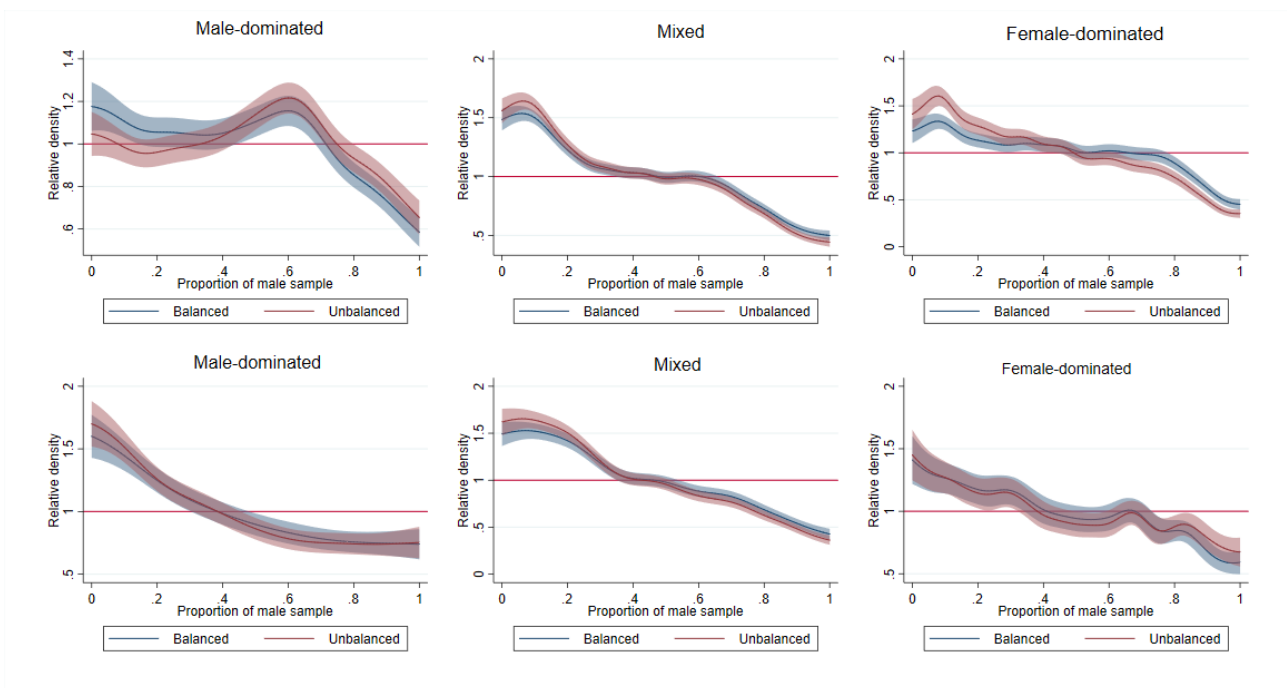 Male-dominated
Relative density
1.4
1.2
1
.8
.6
0 .2 .4 .6 .8 1
Proportion of male sample
Balanced Unbalanced
Mixed
Relative density
2
1.5
1
.5
0 .2 .4 .6 .8 1
Proportion of male sample
Balanced Unbalanced
Female-dominated
Relative density
2
1.5
1
0.5
0
0 .2 .4 .6 .8 1
Proportion of male sample
Balanced Unbalanced
Male-dominated
Relative density
2
1.5
1
.5
0 .2 .4 .6 .8 1
Proportion of male sample
Balanced Unbalanced
Mixed
Relative density
2
1.5
1
.5
0
0 .2 .4 .6 .8 1
Proportion of male sample
Balanced Unbalanced
Female-dominated
Relative density
2
1.5
1
.5
0 .2 .4 .6 .8 1
Proportion of male sample
Balanced Unbalanced